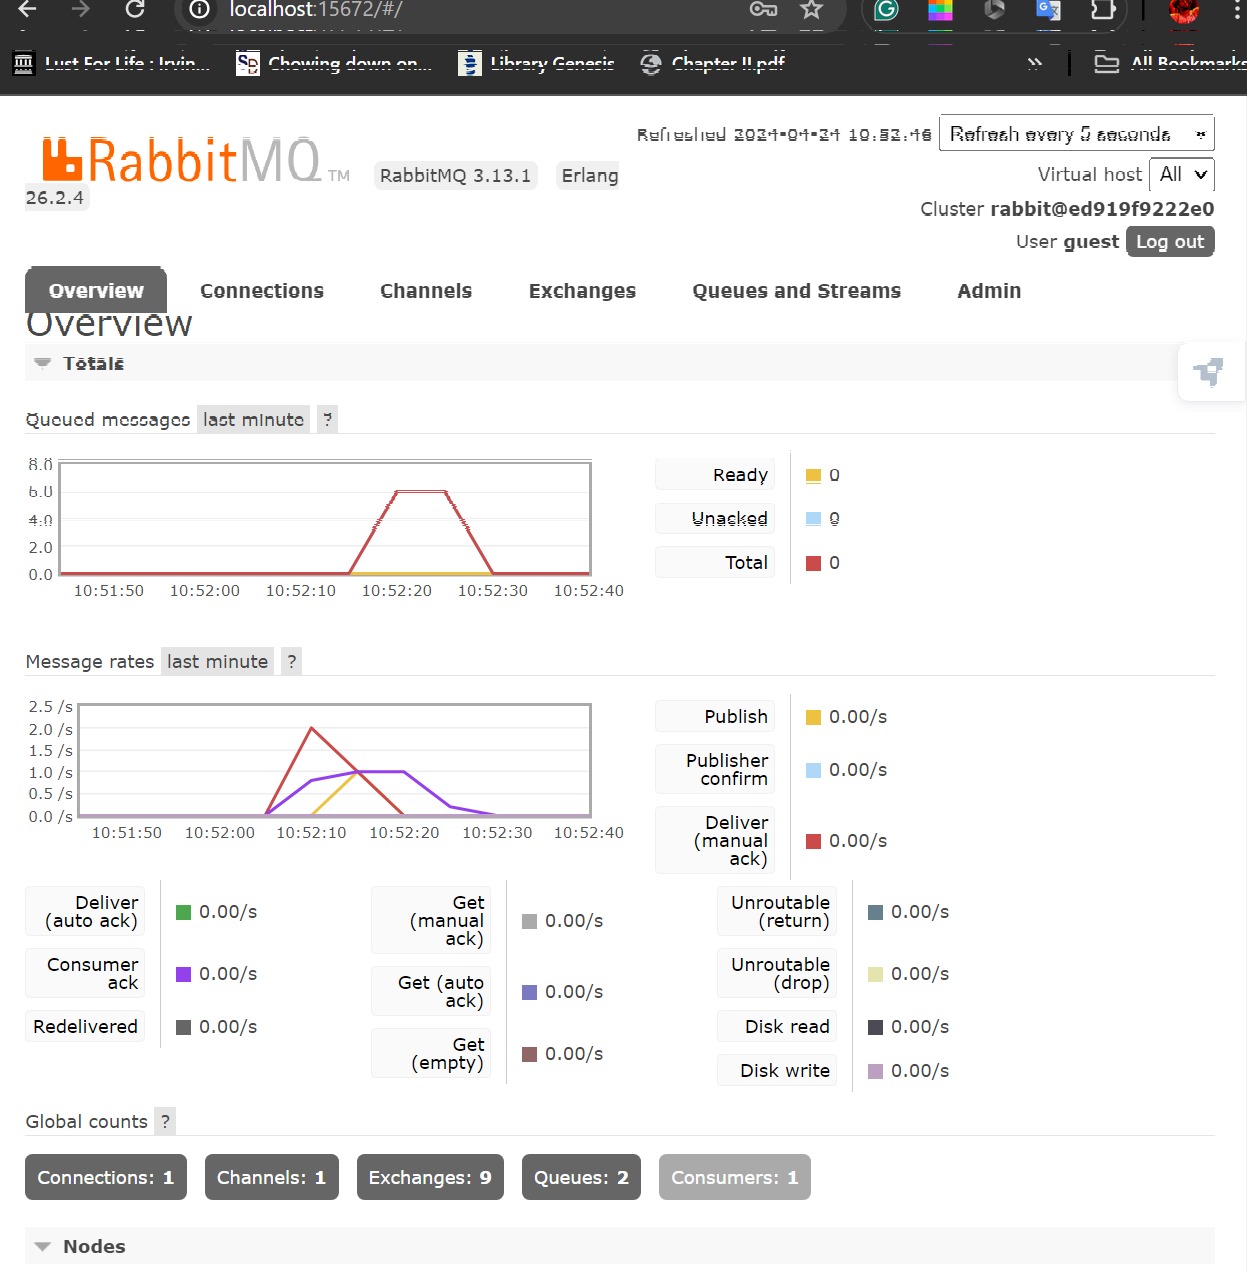 localhost:15672/#/
Lust For Life : Irvin... Chowing down on... Library Genesis Chapter II.pdf » All Bookmarks
Refreshed 2024-04-24 10:52:46 Refresh every 5 seconds
RabbitMQ TM RabbitMQ 3.13.1 Erlang
26.2.4
Virtual host All
Cluster rabbit@ed919f9222e0
User guest Log out
Overview Connections Channels Exchanges Queues and Streams Admin
Overview
Totals
Queued messages last minute ?
8.0
6.0
4.0
2.0
0.0
10:51:50 10:52:00 10:52:10 10:52:20 10:52:30 10:52:40
Ready 0
Unacked 0
Total 0
Message rates last minute ?
2.5 /s
2.0 /s
1.5 /s
1.0 /s
0.5 /s
0.0 /s
10:51:50 10:52:00 10:52:10 10:52:20 10:52:30 10:52:40
Publish 0.00/s
Publisher
confirm 0.00/s
Deliver
(manual
ack) 0.00/s
Deliver
(auto ack) 0.00/s
Consumer
ack 0.00/s
Redelivered 0.00/s
Get
(manual
ack) 0.00/s
Get (auto
ack) 0.00/s
Get
(empty) 0.00/s
Unroutable
(return) 0.00/s
Unroutable
(drop) 0.00/s
Disk read 0.00/s
Disk write 0.00/s
Global counts ?
Connections: 1 Channels: 1 Exchanges: 9 Queues: 2 Consumers: 1
Nodes